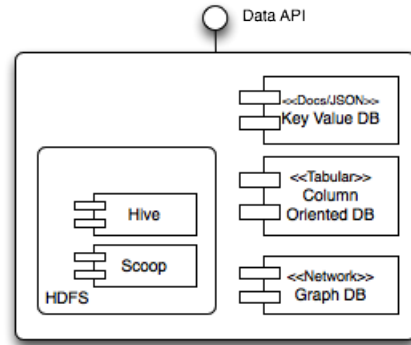 Data API
<<Docs/JSON>>
Key Value DB
<<Tabular>>
Column
Oriented DB
Hive
Scoop
HDFS
<<Network>>
Graph DB